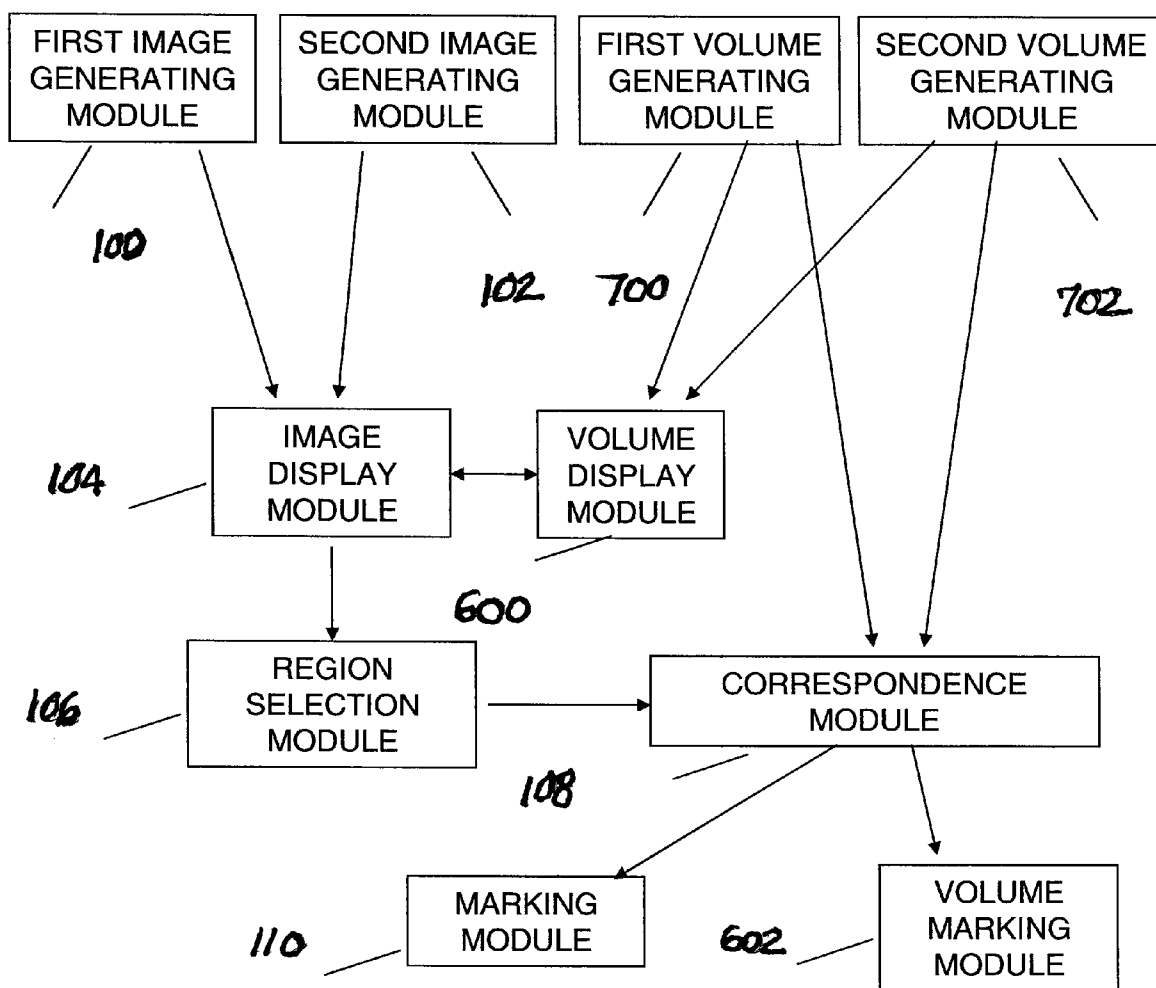 FIRST IMAGE
GENERATING
MODULE
SECOND IMAGE
GENERATING
MODULE
FIRST VOLUME
GENERATING
MODULE
SECOND VOLUME
GENERATING
MODULE
100
102
700
702
IMAGE
DISPLAY
MODULE
VOLUME
DISPLAY
MODULE
104
600
REGION
SELECTION
MODULE
CORRESPONDENCE
MODULE
106
108
MARKING
MODULE
VOLUME
MARKING
MODULE
110
602